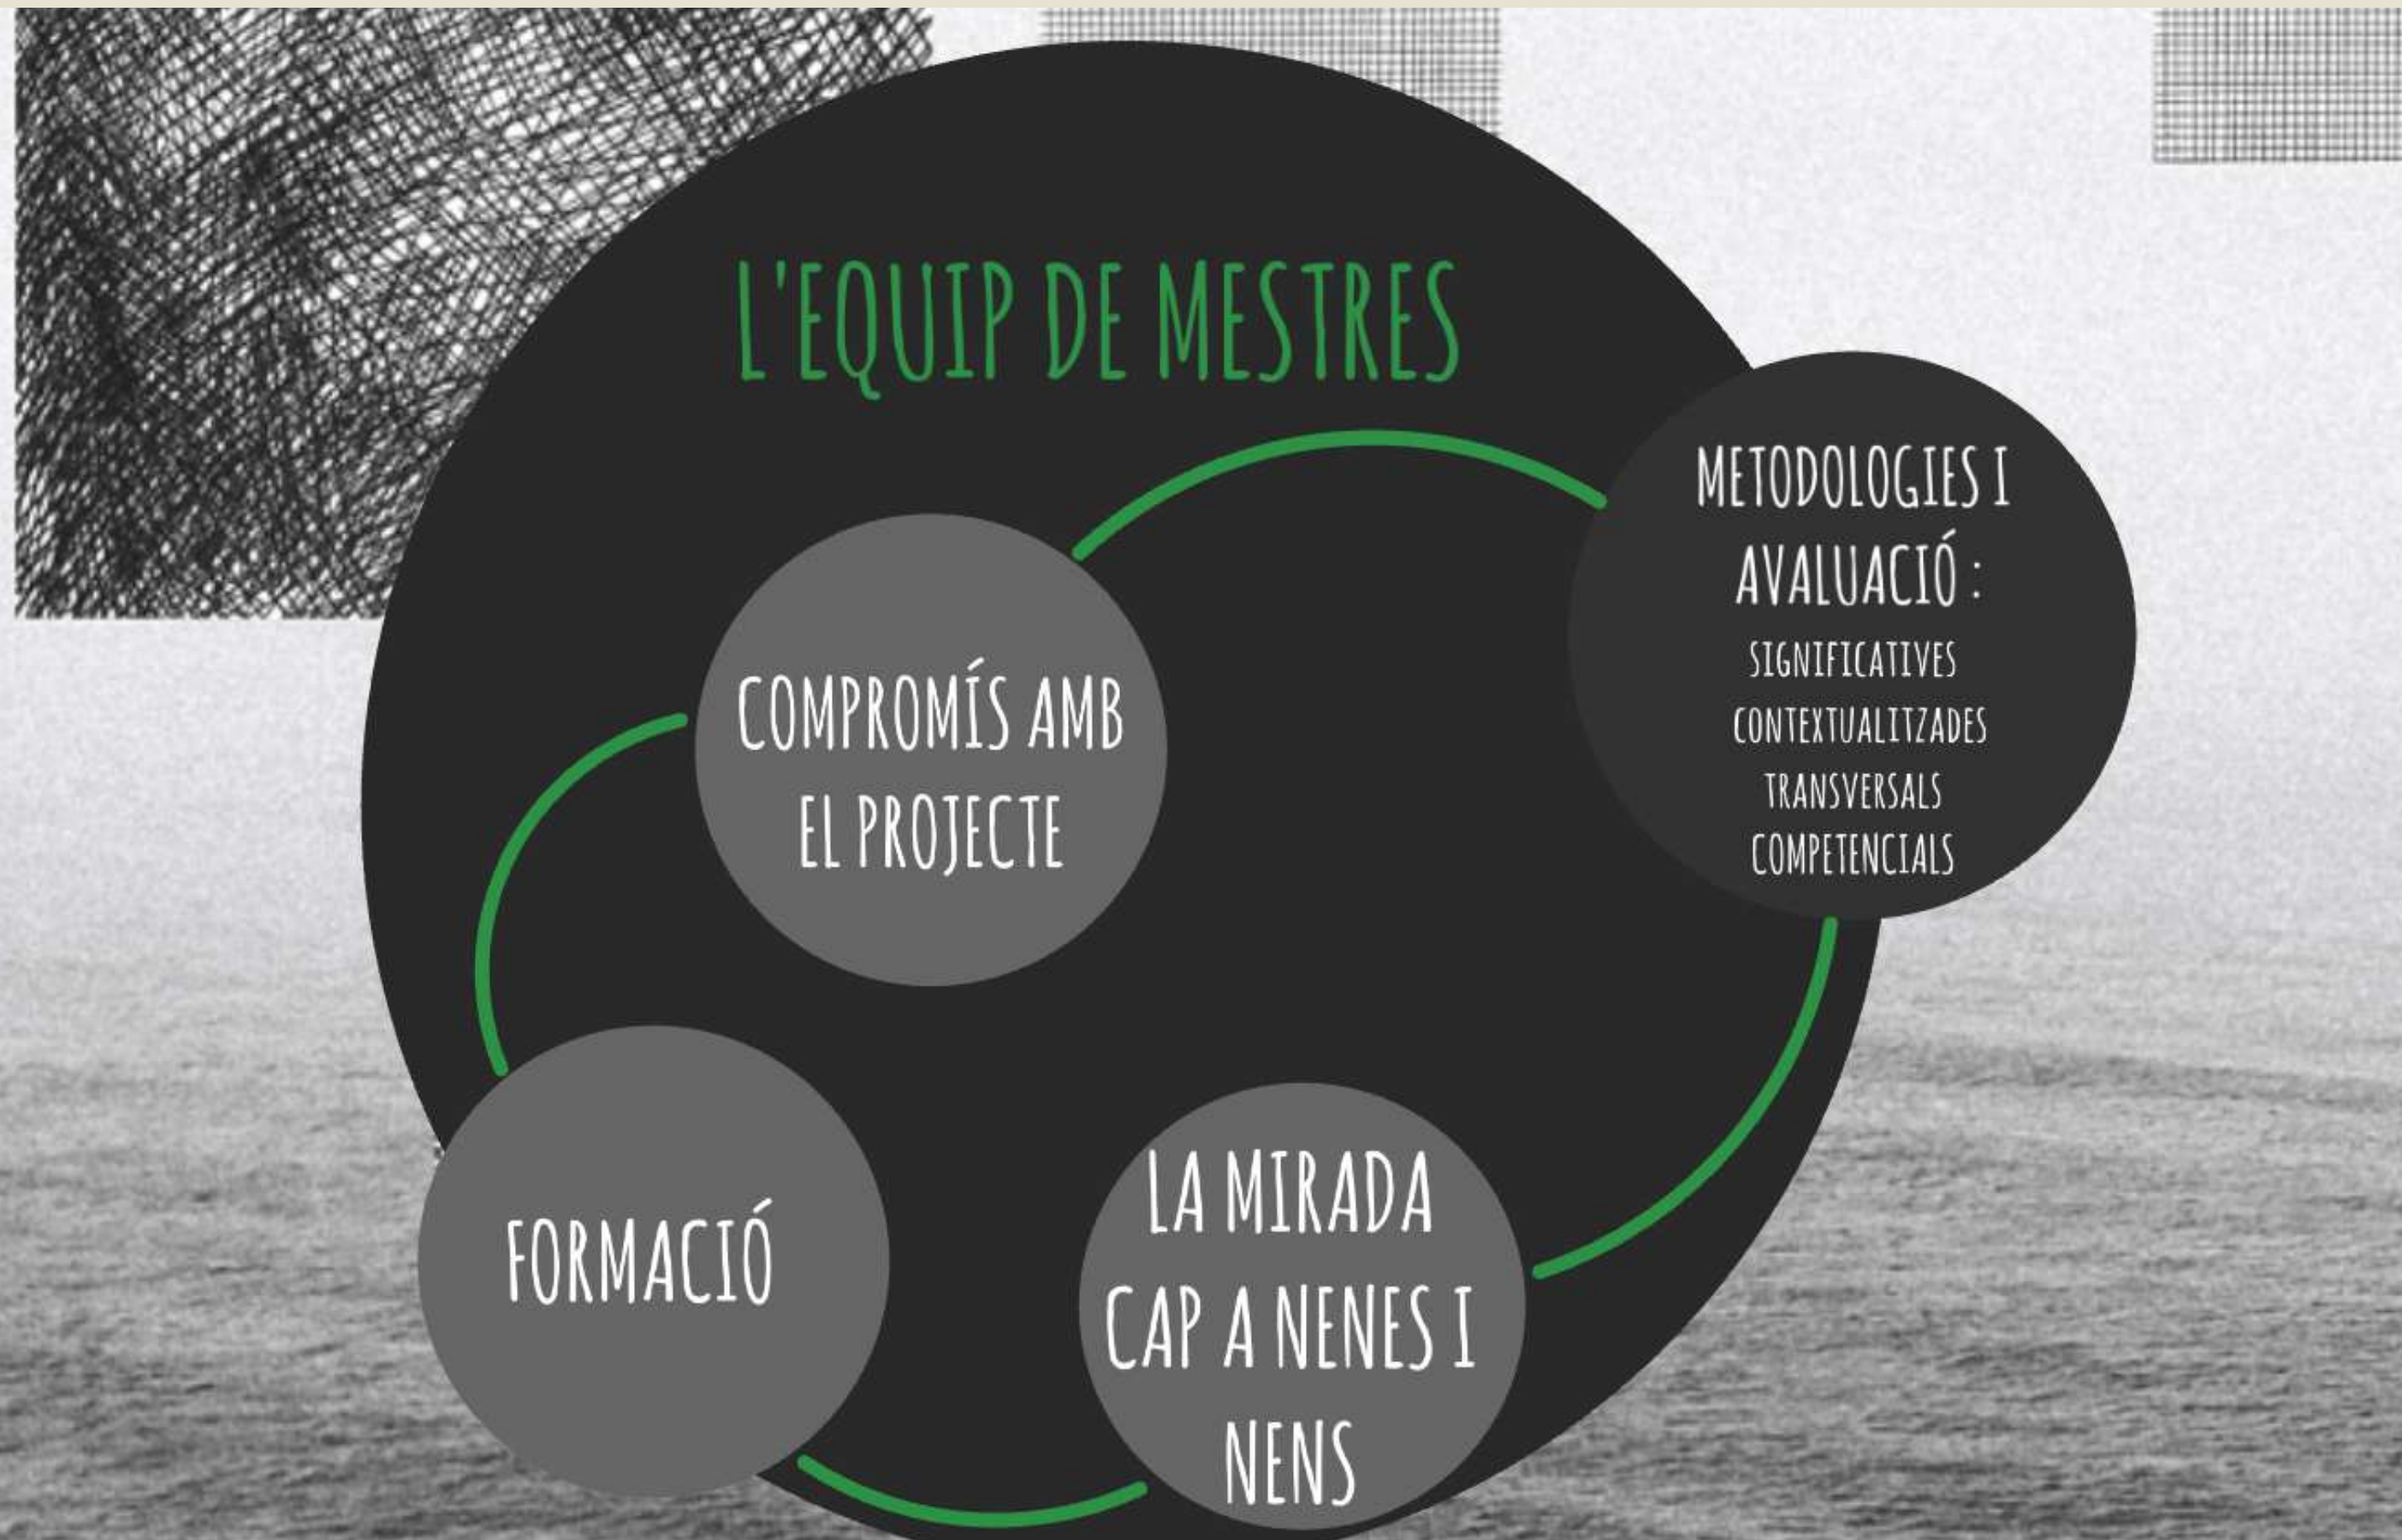 L'EQUIP DE MESTRES
METODOLOGIES I
AVALUACIÓ :
SIGNIFICATIVES
CONTEXTUALITZADES
TRANSVERSALS
COMPETENCIALS
COMPROMÍS AMB
EL PROJECTE
FORMACIÓ
LA MIRADA
CAP A NENES I
NENS